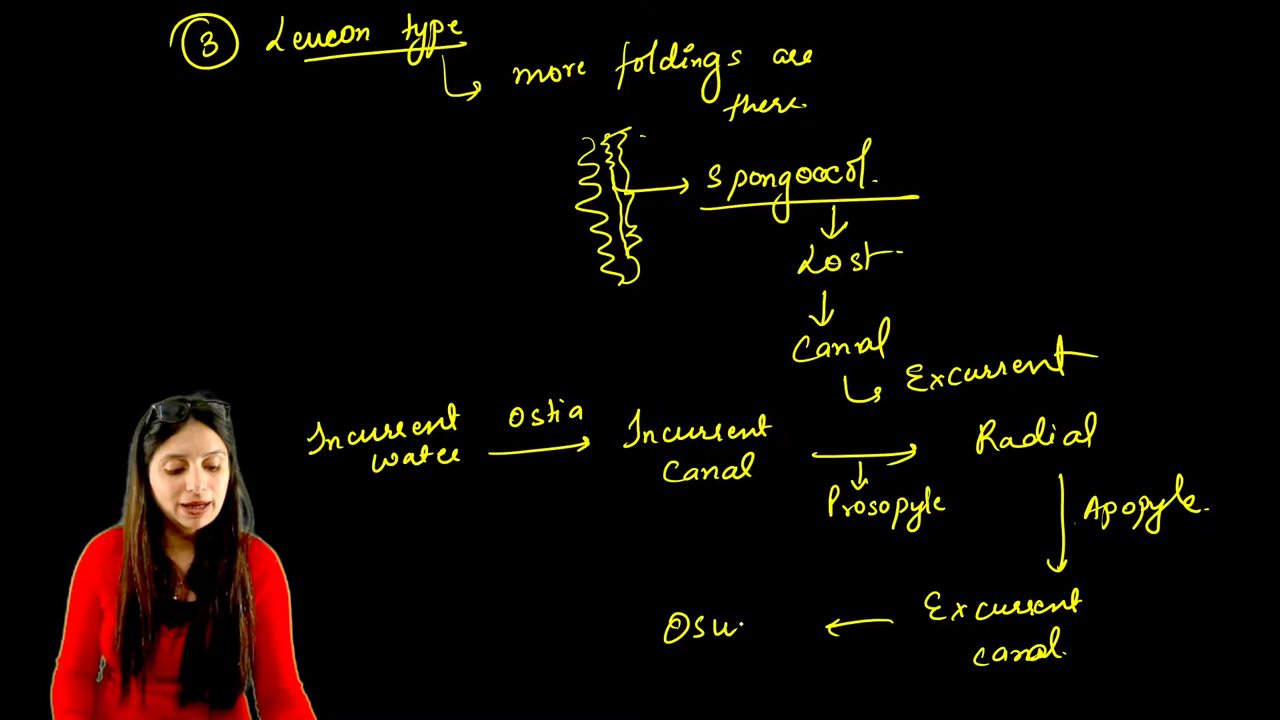 3 Leucon type
more foldings are
there.
Spongoocol.
Lost
Canal
Excurrent
Incurrent
water
Ostia
Incurrent
canal
Prosopyle
Radial
Apopyle.
Excurrent
canal.
Osu.